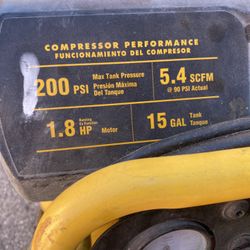 COMPRESSOR PERFORMANCE
FUNCIONAMIENTO DEL COMPRESOR
200 PSI
Max Tank Pressure
Presión Máxima
Del Tanque
5.4 SCFM
@ 90 PSI Actual
1.8 HP
Running
Motor
15 GAL
Tank
Tanque